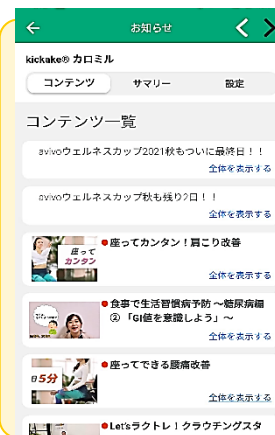 お知らせ
kickake® カロミル
コンテンツ
サマリー
設定
コンテンツ一覧
avivoウェルネスカップ2021秋もついに最終日！！
全体を表示する
avivoウェルネスカップ秋も残り2日！！
全体を表示する
座って
カンタン
●座ってカンタン！肩こり改善
全体を表示する
●食事で生活習慣病予防 ～糖尿病編
② 「GI値を意識しよう」～
全体を表示する
5分
●座ってできる腰痛改善
全体を表示する
●Let'sラクトレ！クラウチングスタ